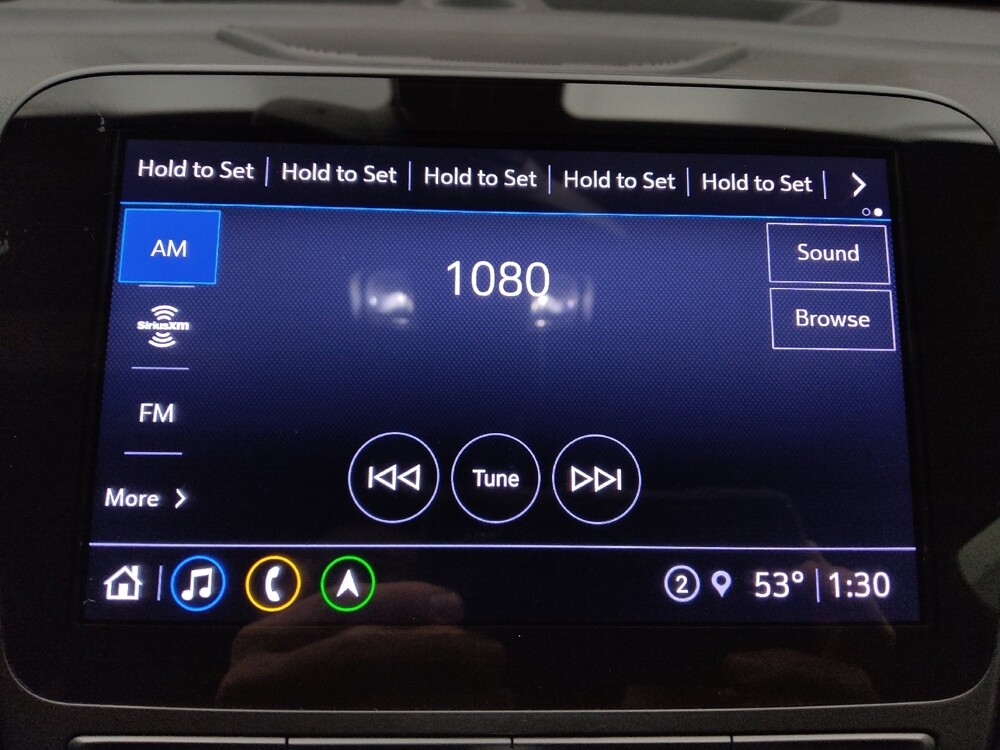 Hold to Set | Hold to Set | Hold to Set | Hold to Set | Hold to Set |
AM
1080
Sound
SiriusXM
Browse
FM
Tune
More
2 53° | 1:30